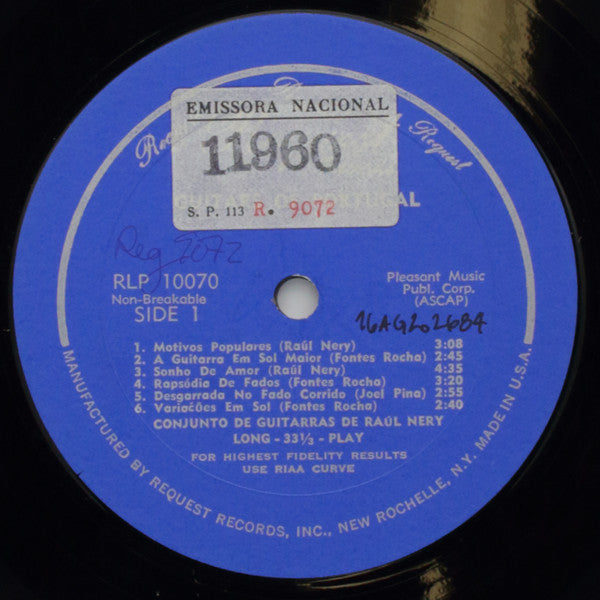 Request
EMISSORA NACIONAL
11960
S. P. 113 R. 9072
Reg 9072
RLP 10070
Non-Breakable
SIDE 1
Pleasant Music
Publ. Corp.
(ASCAP)
1. Motivos Populares (Raúl Nery) 3:08
2. A Guitarra Em Sol Maior (Fontes Rocha) 2:45
3. Sonho De Amor (Raúl Nery) 4:35
4. Rapsódia De Fados (Fontes Rocha) 3:20
5. Desgarrada No Fado Corrido (Joel Pina) 2:55
6. Variações Em Sol (Fontes Rocha) 2:40
CONJUNTO DE GUITARRAS DE RAÚL NERY
LONG - 33⅓ - PLAY
FOR HIGHEST FIDELITY RESULTS
USE RIAA CURVE
MANUFACTURED BY REQUEST RECORDS, INC., NEW ROCHELLE, N.Y. MADE IN U.S.A.